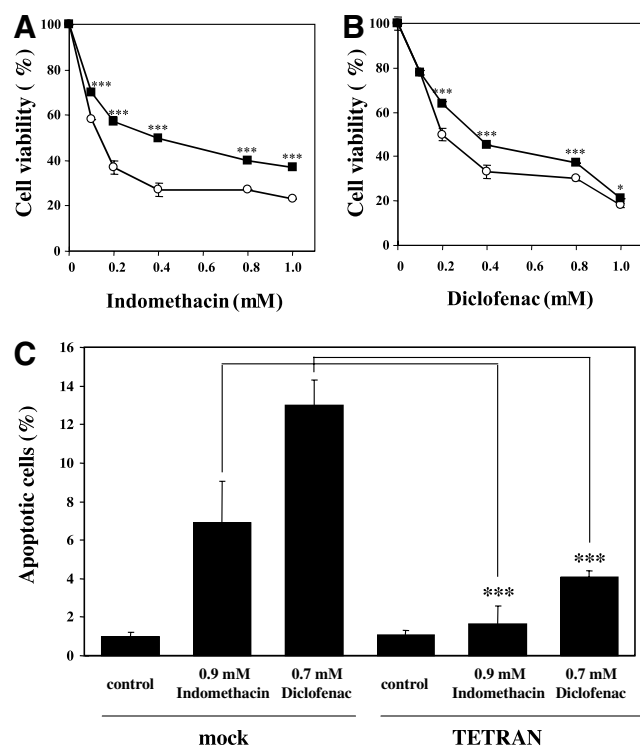 A
B
100
80
60
40
20
0
Cell viability ( %)
***
***
***
***
***
0
0.2
0.4
0.6
0.8
1.0
Indomethacin (mM)
100
80
60
40
20
0
Cell viability ( %)
***
***
***
*
0
0.2
0.4
0.6
0.8
1.0
Diclofenac (mM)
C
16
14
12
10
8
6
4
2
0
Apoptotic cells (%)
***
***
control
0.9 mM
Indomethacin
0.7 mM
Diclofenac
control
0.9 mM
Indomethacin
0.7 mM
Diclofenac
mock
TETRAN